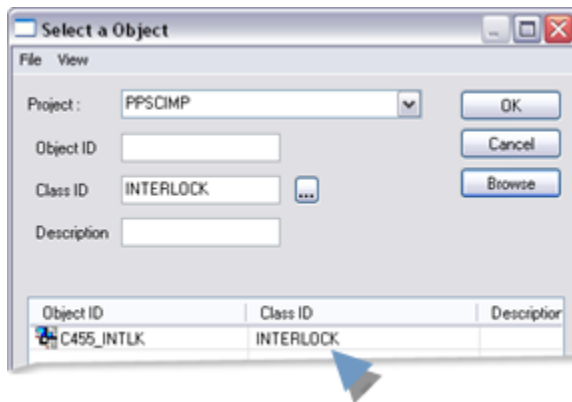 Select a Object
File View
Project : PPSCIMP OK
Object ID Cancel
Class ID INTERLOCK ... Browse
Description
Object ID Class ID Description
C455_INTLK INTERLOCK